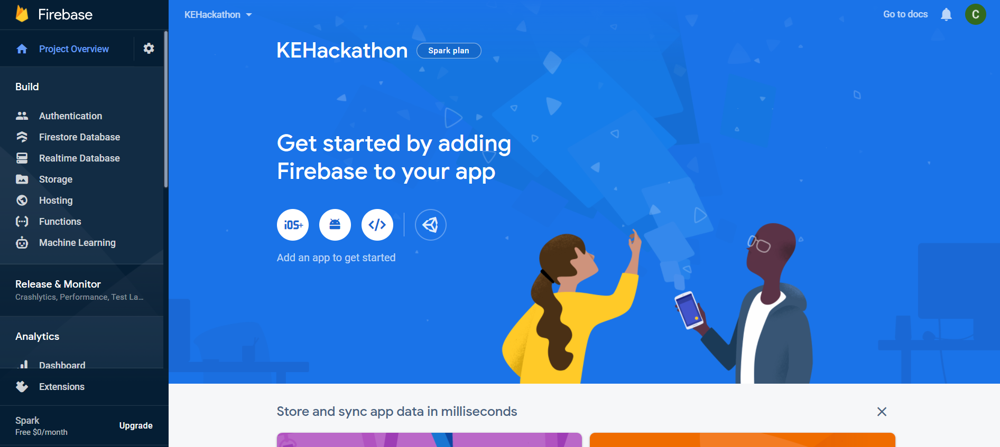 Firebase
Project Overview
Build
Authentication
Firestore Database
Realtime Database
Storage
Hosting
Functions
Machine Learning
Release & Monitor
Crashlytics, Performance, Test La...
Analytics
Dashboard
Extensions
Spark
Free $0/month
Upgrade
KEHackathon
Go to docs
C
KEHackathon
Spark plan
Get started by adding
Firebase to your app
iOS+
Add an app to get started
Store and sync app data in milliseconds